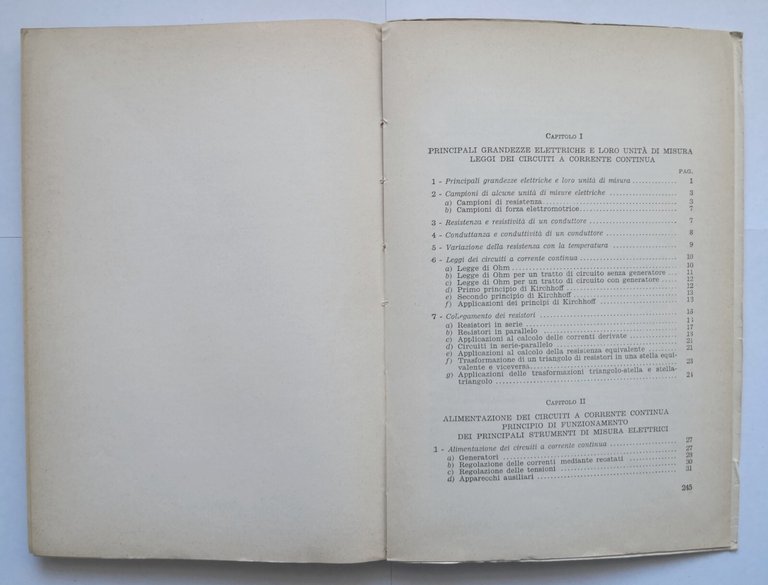 CAPITOLO I
PRINCIPALI GRANDEZZE ELETTRICHE E LORO UNITÀ DI MISURA
LEGGI DEI CIRCUITI A CORRENTE CONTINUA
PAG.
1 - Principali grandezze elettriche e loro unità di misura 1
2 - Campioni di alcune unità di misure elettriche 3
a) Campioni di resistenza 3
b) Campioni di forza elettromotrice 7
3 - Resistenza e resistività di un conduttore 7
4 - Conduttanza e conduttività di un conduttore 8
5 - Variazione della resistenza con la temperatura 9
6 - Leggi dei circuiti a corrente continua 10
a) Legge di Ohm 10
b) Legge di Ohm per un tratto di circuito senza generatore 11
c) Legge di Ohm per un tratto di circuito con generatore 12
d) Primo principio di Kirchhoff 12
e) Secondo principio di Kirchhoff 13
f) Applicazioni dei principi di Kirchhoff 13
7 - Collegamento dei resistori 15
a) Resistori in serie
b) Resistori in parallelo 17
c) Applicazioni al calcolo delle correnti derivate
d) Circuiti in serie-parallelo 21
e) Applicazioni al calcolo della resistenza equivalente 21
f) Trasformazione di un triangolo di resistori in una stella equi-
valente e viceversa 23
g) Applicazioni delle trasformazioni triangolo-stella e stella-
triangolo 24
CAPITOLO II
ALIMENTAZIONE DEI CIRCUITI A CORRENTE CONTINUA
PRINCIPIO DI FUNZIONAMENTO
DEI PRINCIPALI STRUMENTI DI MISURA ELETTRICI
1 - Alimentazione dei circuiti a corrente continua 27
a) Generatori 27
b) Regolazione delle correnti mediante reostati 29
c) Regolazione delle tensioni 30
d) Apparecchi ausiliari 31
245